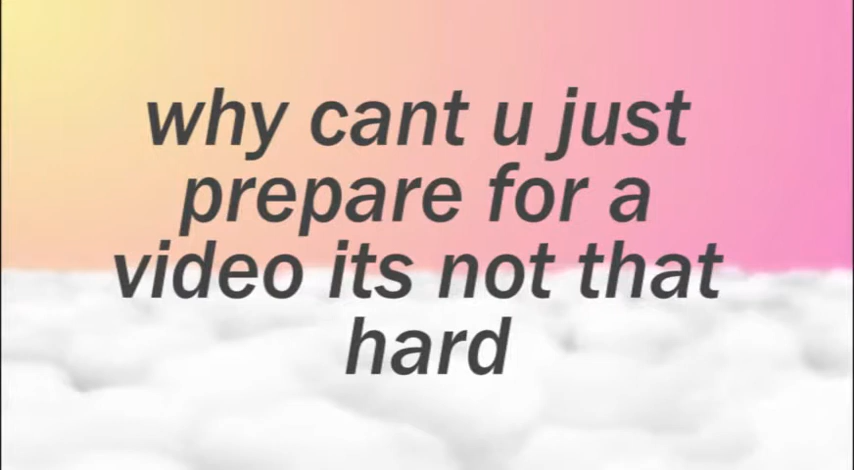 why cant u just
prepare for a
video its not that
hard